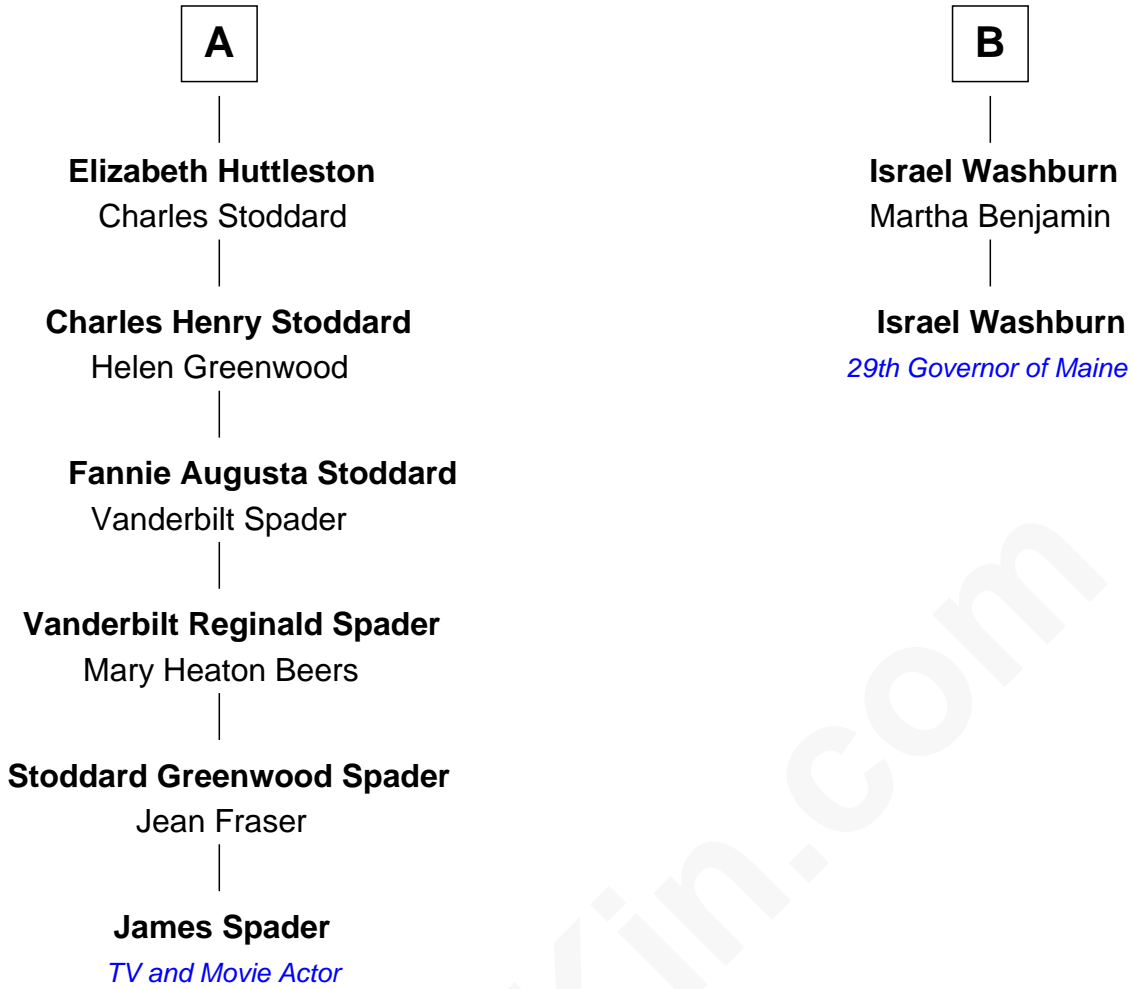 A
Elizabeth Huttleston
Charles Stoddard
Charles Henry Stoddard
Helen Greenwood
Fannie Augusta Stoddard
Vanderbilt Spader
Vanderbilt Reginald Spader
Mary Heaton Beers
Stoddard Greenwood Spader
Jean Fraser
James Spader
TV and Movie Actor
B
Israel Washburn
Martha Benjamin
Israel Washburn
29th Governor of Maine
Kin.com